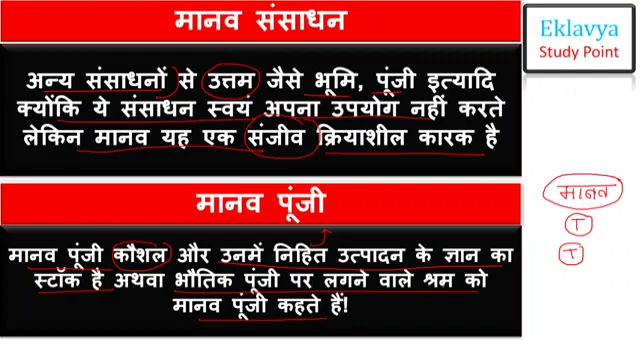 मानव संसाधन
Eklavya
Study Point
अन्य संसाधनों से उत्तम जैसे भूमि, पूंजी इत्यादि
क्योंकि ये संसाधन स्वयं अपना उपयोग नहीं करते
लेकिन मानव यह एक संजीव क्रियाशील कारक है
मानव
T
T
मानव पूंजी
मानव पूंजी कौशल और उनमें निहित उत्पादन के ज्ञान का
स्टॉक है अथवा भौतिक पूंजी पर लगने वाले श्रम को
मानव पूंजी कहते हैं!